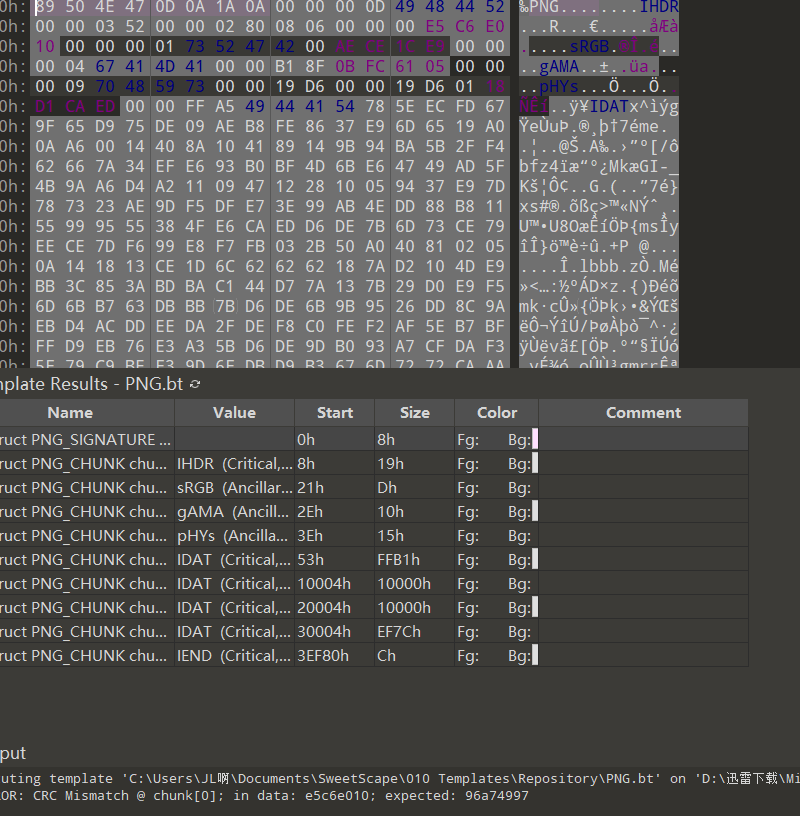 0h: 89 50 4E 47 0D 0A 1A 0A 00 00 00 0D 49 48 44 52 ‰PNG........IHDR
0h: 00 00 03 52 00 00 02 80 08 06 00 00 00 E5 C6 E0 ...R...€.....åÆà
0h: 10 00 00 00 01 73 52 47 42 00 AE CE 1C E9 00 00 .....sRGB.®Î.é..
0h: 00 04 67 41 4D 41 00 00 B1 8F 0B FC 61 05 00 00 ..gAMA..±..üa...
0h: 00 09 70 48 59 73 00 00 19 D6 00 00 19 D6 01 18 ..pHYs...Ö...Ö..
0h: D1 CA ED 00 00 FF A5 49 44 41 54 78 5E EC FD 67 ÑÊí..ÿ¥IDATx^ìýg
0h: 9F 65 D9 75 DE 09 AE B8 FE 86 37 E9 6D 65 19 A0 ŸeÙuÞ.®¸þ†7éme.
0h: 0A A6 00 14 40 8A 10 41 89 14 9B 94 BA 5B 2F F4 .¦..@Š.A‰.›”º[/ô
0h: 62 66 7A 34 EF E6 93 B0 BF 4D 6B E6 47 49 AD 5F bfz4ïæ“°¿MkæGI-_
0h: 4B 9A A6 D4 A2 11 09 47 12 28 10 05 94 37 E9 7D Kš¦Ô¢..G.(..”7é}
0h: 78 73 23 AE 9D F5 DF E7 3E 99 AB 4E DD 88 B8 11 xs#®.õßç>™«NÝˆ¸.
0h: 55 99 95 55 38 4F E6 CA ED D6 DE 7B 6D 73 CE 79 U™•U8OæÊíÖÞ{msÎy
0h: EE CE 7D F6 99 E8 F7 FB 03 2B 50 A0 40 81 02 05 îÎ}ö™è÷û.+P @...
0h: 0A 14 18 13 CE 1D 6C 62 62 62 18 7A D2 10 4D E9 ....Î.lbbb.zÒ.Mé
0h: BB 3C 85 3A BD BA C1 44 D7 7A 13 7B 29 D0 E9 F5 »<…:½ºÁD×z.{)Ðéõ
0h: 6D 6B B7 63 DB BB 7B D6 DE 6B 9B 95 26 DD 8C 9A mk·cÛ»{ÖÞk›•&ÝŒš
0h: EB D4 AC DD EE DA 2F DE F8 C0 FE F2 AF 5E B7 BF ëÔ¬ÝîÚ/ÞøÀþò¯^·¿
0h: FF D9 EB 76 E3 A3 5B D6 DE 9D B0 93 A7 CF DA F3 ÿÙëvã£[ÖÞ.°“§ÏÚó
mplate Results - PNG.bt
Name Value Start Size Color Comment
ruct PNG_SIGNATURE ... 0h 8h Fg: Bg:
ruct PNG_CHUNK chu... IHDR (Critical,... 8h 19h Fg: Bg:
ruct PNG_CHUNK chu... sRGB (Ancillar... 21h Dh Fg: Bg:
ruct PNG_CHUNK chu... gAMA (Ancill... 2Eh 10h Fg: Bg:
ruct PNG_CHUNK chu... pHYs (Ancilla... 3Eh 15h Fg: Bg:
ruct PNG_CHUNK chu... IDAT (Critical,... 53h FFB1h Fg: Bg:
ruct PNG_CHUNK chu... IDAT (Critical,... 10004h 10000h Fg: Bg:
ruct PNG_CHUNK chu... IDAT (Critical,... 20004h 10000h Fg: Bg:
ruct PNG_CHUNK chu... IDAT (Critical,... 30004h EF7Ch Fg: Bg:
ruct PNG_CHUNK chu... IEND (Critical,... 3EF80h Ch Fg: Bg:
put
uting template 'C:\Users\JL啊\Documents\SweetScape\010 Templates\Repository\PNG.bt' on 'D:\迅雷下载\Mi
OR: CRC Mismatch @ chunk[0]; in data: e5c6e010; expected: 96a74997